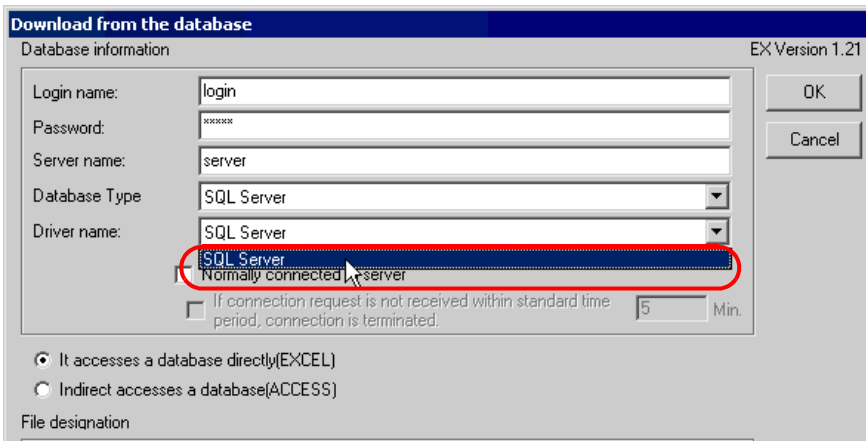 Download from the database
Database information
EX Version 1.21
Login name:
login
OK
Password:
xxxxx
Cancel
Server name:
server
Database Type
SQL Server
Driver name:
SQL Server
SQL Server
Normally connected server
If connection request is not received within standard time
period, connection is terminated.
5
Min.
It accesses a database directly(EXCEL)
Indirect accesses a database(ACCESS)
File designation